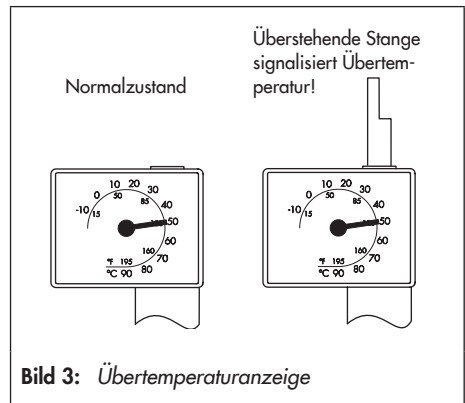 Normalzustand
Überstehende Stange
signalisiert Übertem-
peratur!
-10 0 10 20 30 40 50 60 70 80 90 °C
15 50 85 160 195 °F
-10 0 10 20 30 40 50 60 70 80 90 °C
15 50 85 160 195 °F
Bild 3: Übertemperaturanzeige